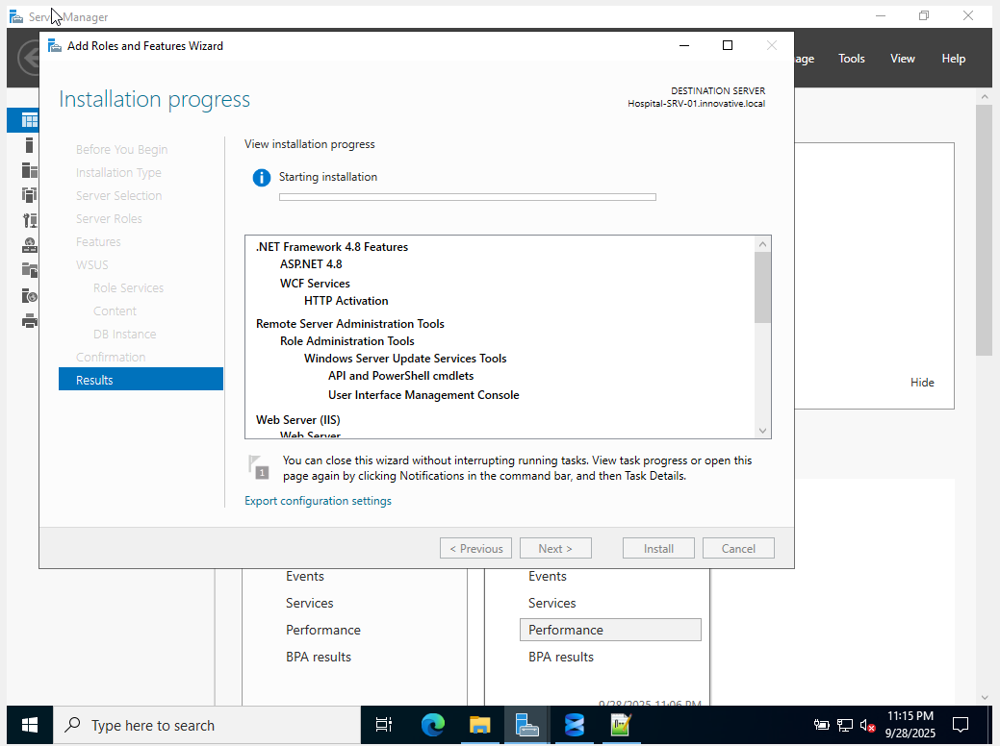 Server Manager
Add Roles and Features Wizard
Tools
View
Help
Installation progress
DESTINATION SERVER
Hospital-SRV-01.innovative.local
Before You Begin
Installation Type
Server Selection
Server Roles
Features
WSUS
Role Services
Content
DB Instance
Confirmation
Results
View installation progress
Starting installation
.NET Framework 4.8 Features
ASP.NET 4.8
WCF Services
HTTP Activation
Remote Server Administration Tools
Role Administration Tools
Windows Server Update Services Tools
API and PowerShell cmdlets
User Interface Management Console
Web Server (IIS)
Web Server
1
You can close this wizard without interrupting running tasks. View task progress or open this
page again by clicking Notifications in the command bar, and then Task Details.
Export configuration settings
< Previous
Next >
Install
Cancel
Hide
Events
Services
Performance
BPA results
Events
Services
Performance
BPA results
9/28/2025 11:06 PM
Type here to search
11:15 PM
9/28/2025